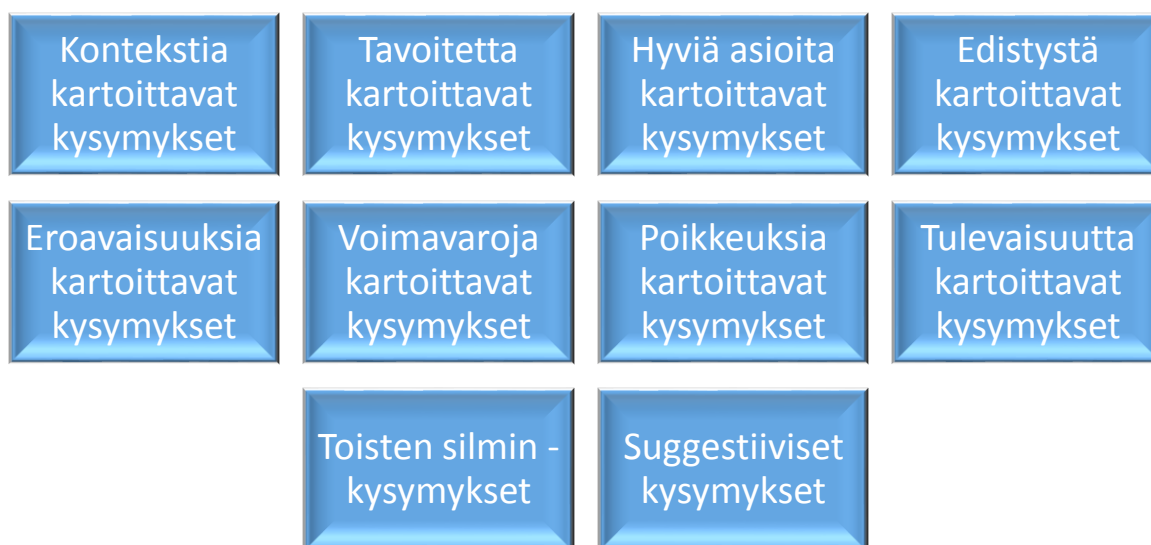 Kontekstia
kartoittavat
kysymykset
Tavoitetta
kartoittavat
kysymykset
Hyviä asioita
kartoittavat
kysymykset
Edistystä
kartoittavat
kysymykset
Eroavaisuuksia
kartoittavat
kysymykset
Voimavaroja
kartoittavat
kysymykset
Poikkeuksia
kartoittavat
kysymykset
Tulevaisuutta
kartoittavat
kysymykset
Toisten silmin -
kysymykset
Suggestiiviset
kysymykset